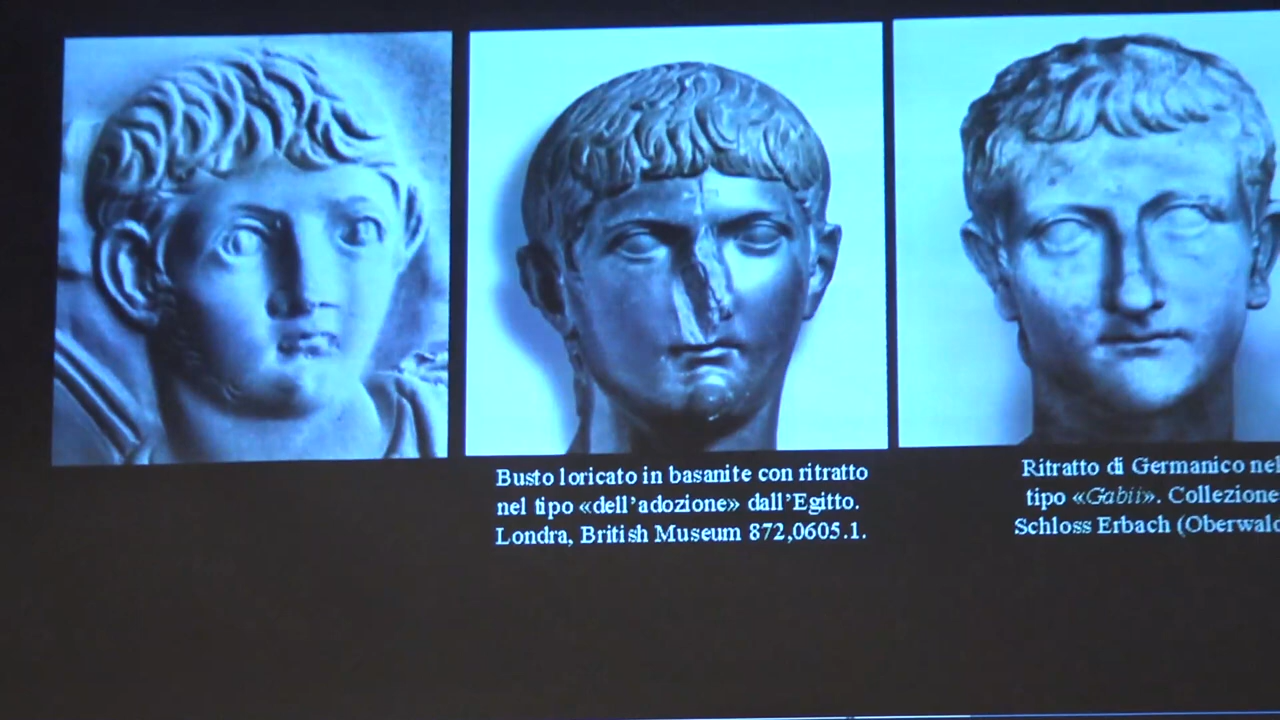 Busto loricato in basanite con ritratto
nel tipo «dell’adozione» dall’Egitto.
Londra, British Museum 872,0605.1.
Ritratto di Germanico nel
tipo «Gabii». Collezione
Schloss Erbach (Oberwald